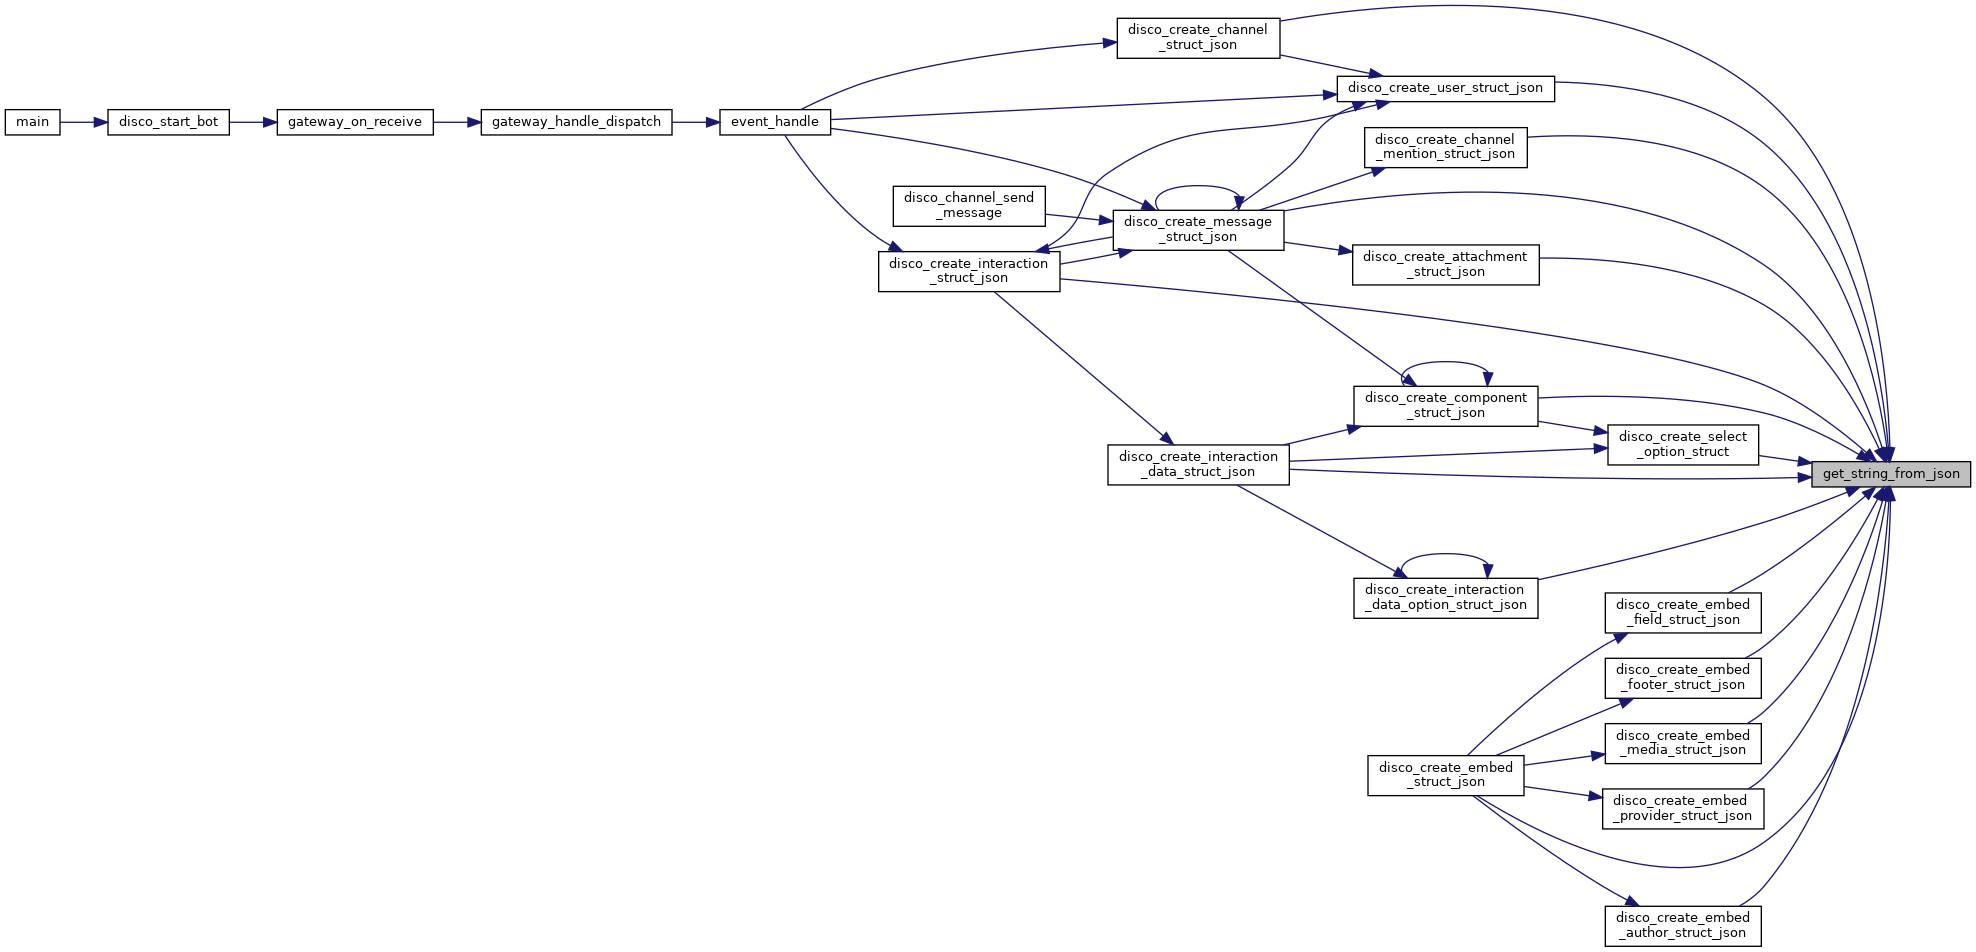 disco_create_channel
_struct_json
disco_create_user_struct_json
main
disco_start_bot
gateway_on_receive
gateway_handle_dispatch
event_handle
disco_create_channel
_mention_struct_json
disco_channel_send
_message
disco_create_message
_struct_json
disco_create_interaction
_struct_json
disco_create_attachment
_struct_json
disco_create_component
_struct_json
disco_create_select
_option_struct
disco_create_interaction
_data_struct_json
get_string_from_json
disco_create_interaction
_data_option_struct_json
disco_create_embed
_field_struct_json
disco_create_embed
_footer_struct_json
disco_create_embed
_media_struct_json
disco_create_embed
_struct_json
disco_create_embed
_provider_struct_json
disco_create_embed
_author_struct_json